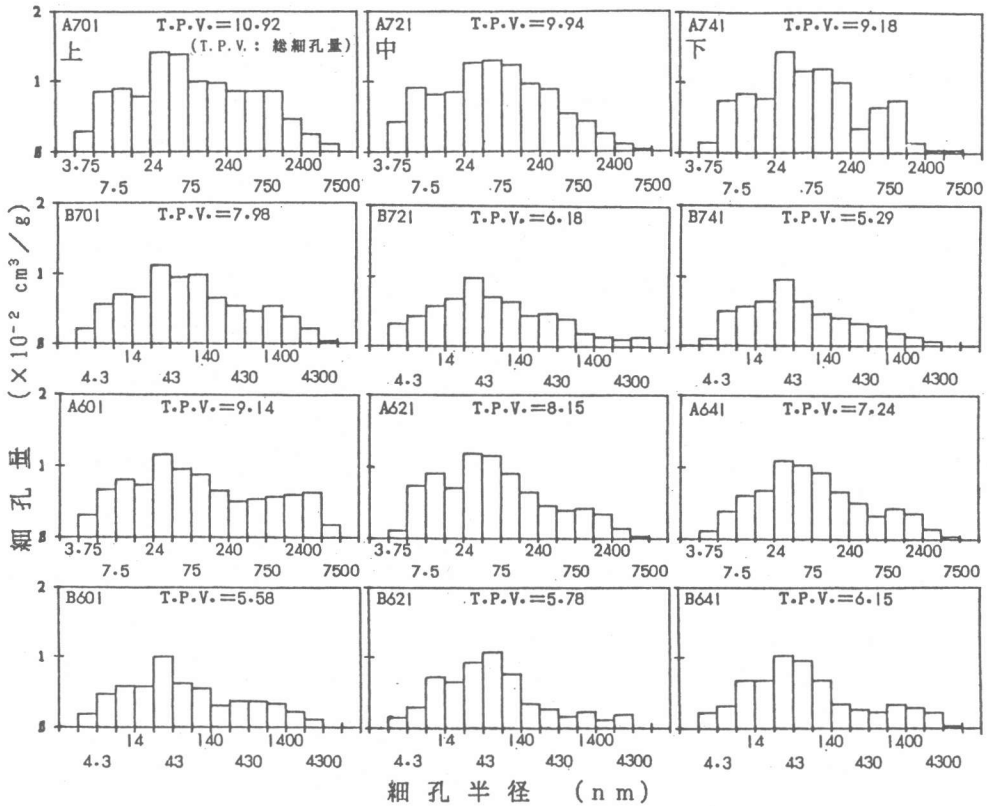 A701 T.P.V.=10.92
上 (T.P.V.: 総細孔量)
A721 T.P.V.=9.94
中
A741 T.P.V.=9.18
下
2
1
3.75 24 240 2400
7.5 75 750 7500
3.75 24 240 2400
7.5 75 750 7500
3.75 24 240 2400
7.5 .75 750 7500
B701 T.P.V.=7.98
B721 T.P.V.=6.18
B741 T.P.V.=5.29
2
1
14 140 1400
4.3 43 430 4300
14 140 1400
4.3 43 430 4300
14 140 1400
4.3 43 430 4300
A601 T.P.V.=9.14
A621 T.P.V.=8.15
A641 T.P.V.=7.24
2
1
3.75 24 240 2400
7.5 75 750 7500
3.75 24 240 2400
7.5 75 750 7500
3.75 24 240 2400
7.5 75 750 7500
B601 T.P.V.=5.58
B621 T.P.V.=5.78
B641 T.P.V.=6.15
2
1
14 140 1400
4.3 43 430 4300
14 140 1400
4.3 43 430 4300
14 140 1400
4.3 43 430 4300
細孔量 (×10⁻² cm³/g)
細孔半径 (nm)